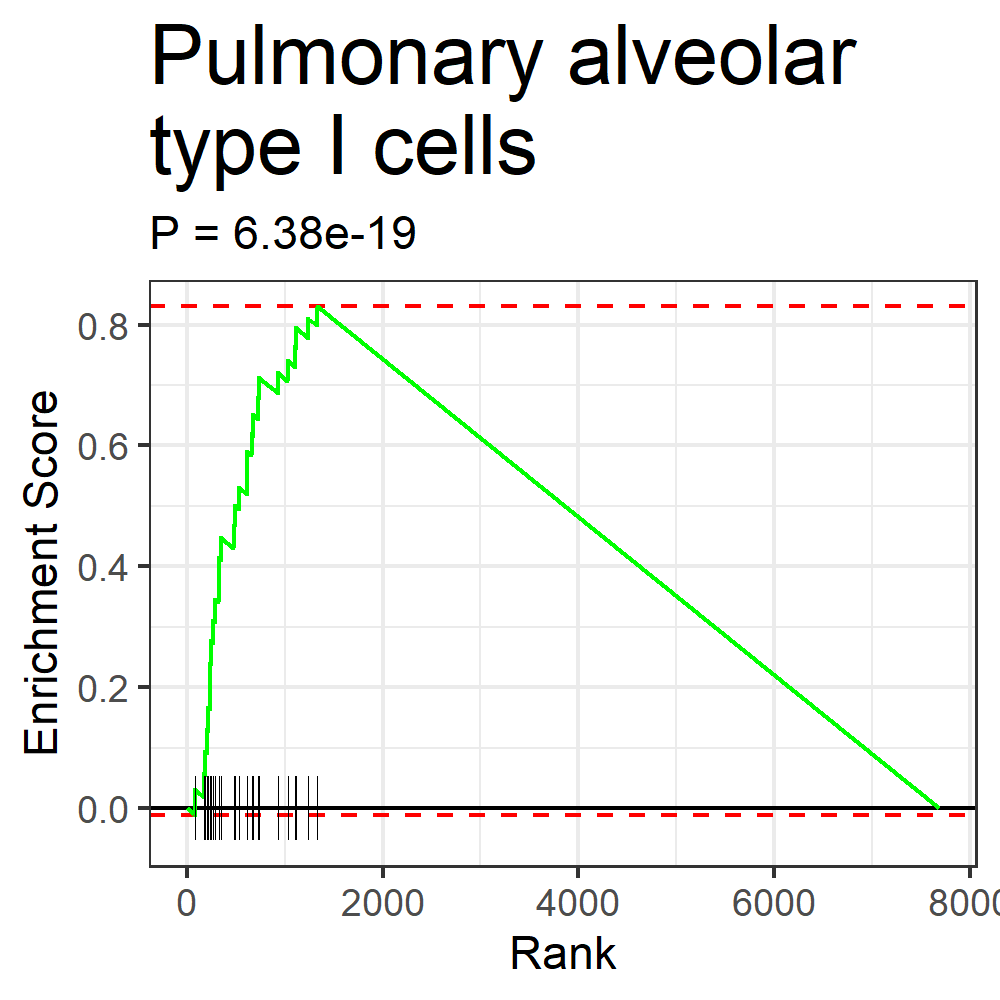 Pulmonary alveolar
type I cells
P = 6.38e-19
Enrichment Score
0.8
0.6
0.4
0.2
0.0
0 2000 4000 6000 800
Rank